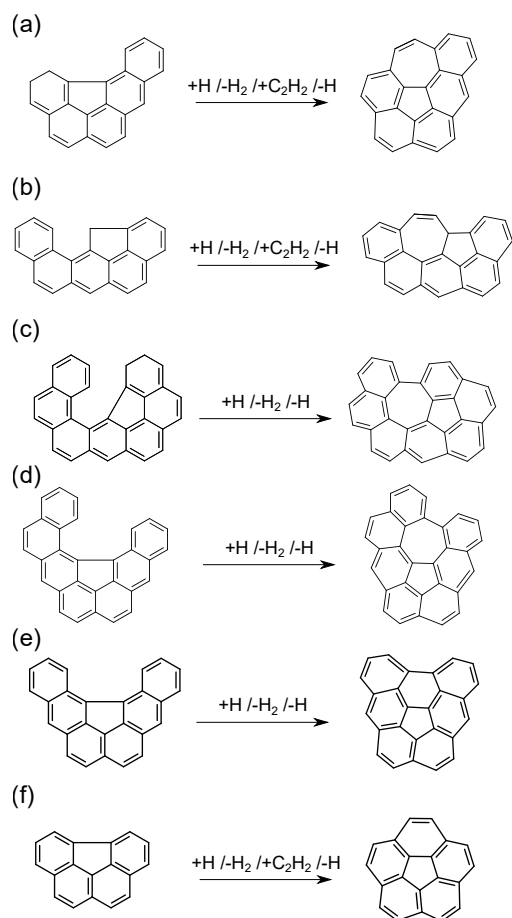 (a)
+H /-H₂ /+C₂H₂ /-H
(b)
+H /-H₂ /+C₂H₂ /-H
(c)
+H /-H₂ /-H
(d)
+H /-H₂ /-H
(e)
+H /-H₂ /-H
(f)
+H /-H₂ /+C₂H₂ /-H